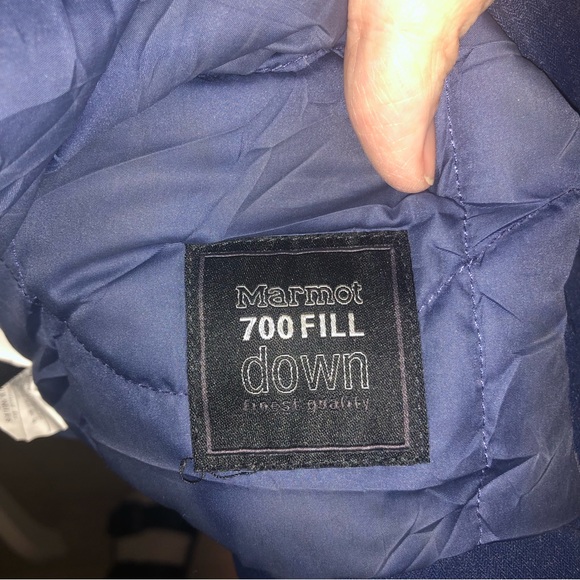 Marmot
700 FILL
down
finest quality